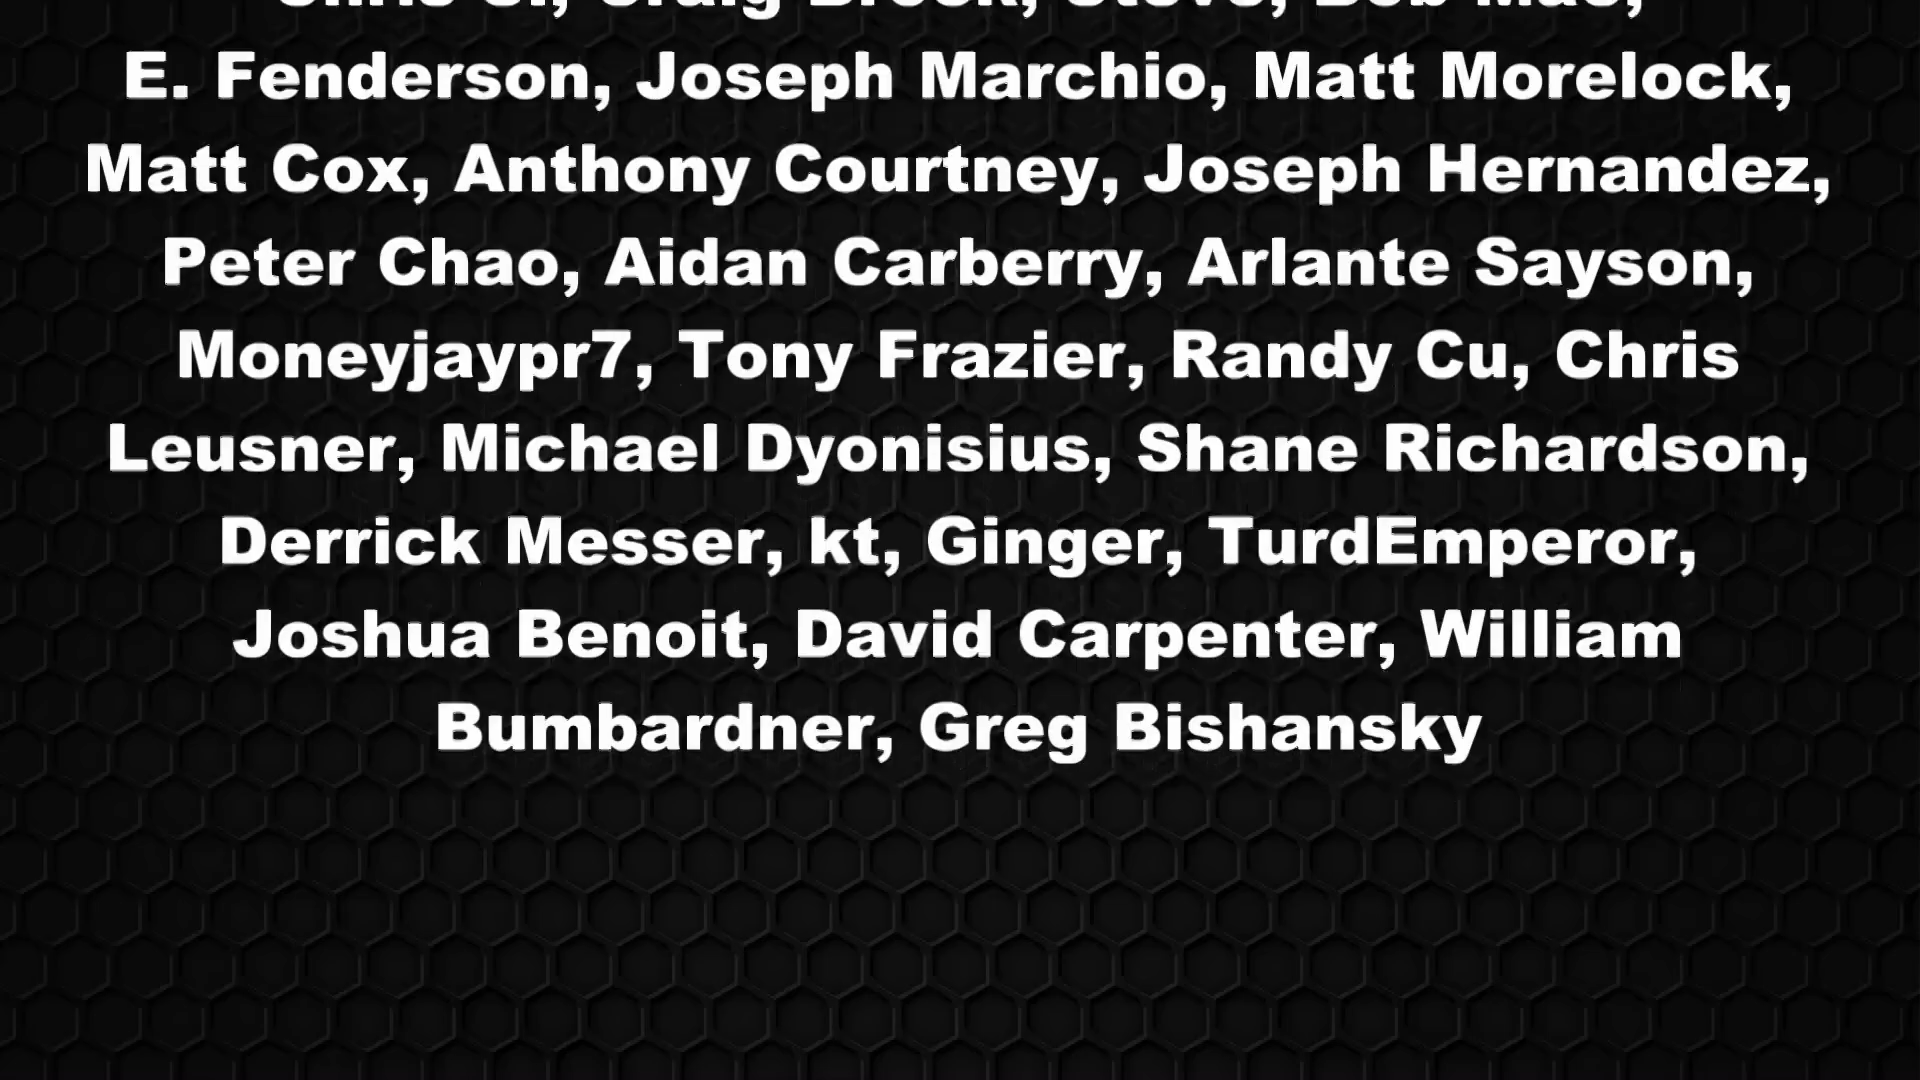 E. Fenderson, Joseph Marchio, Matt Morelock,
Matt Cox, Anthony Courtney, Joseph Hernandez,
Peter Chao, Aidan Carberry, Arlante Sayson,
Moneyjaypr7, Tony Frazier, Randy Cu, Chris
Leusner, Michael Dyonisius, Shane Richardson,
Derrick Messer, kt, Ginger, TurdEmperor,
Joshua Benoit, David Carpenter, William
Bumbardner, Greg Bishansky